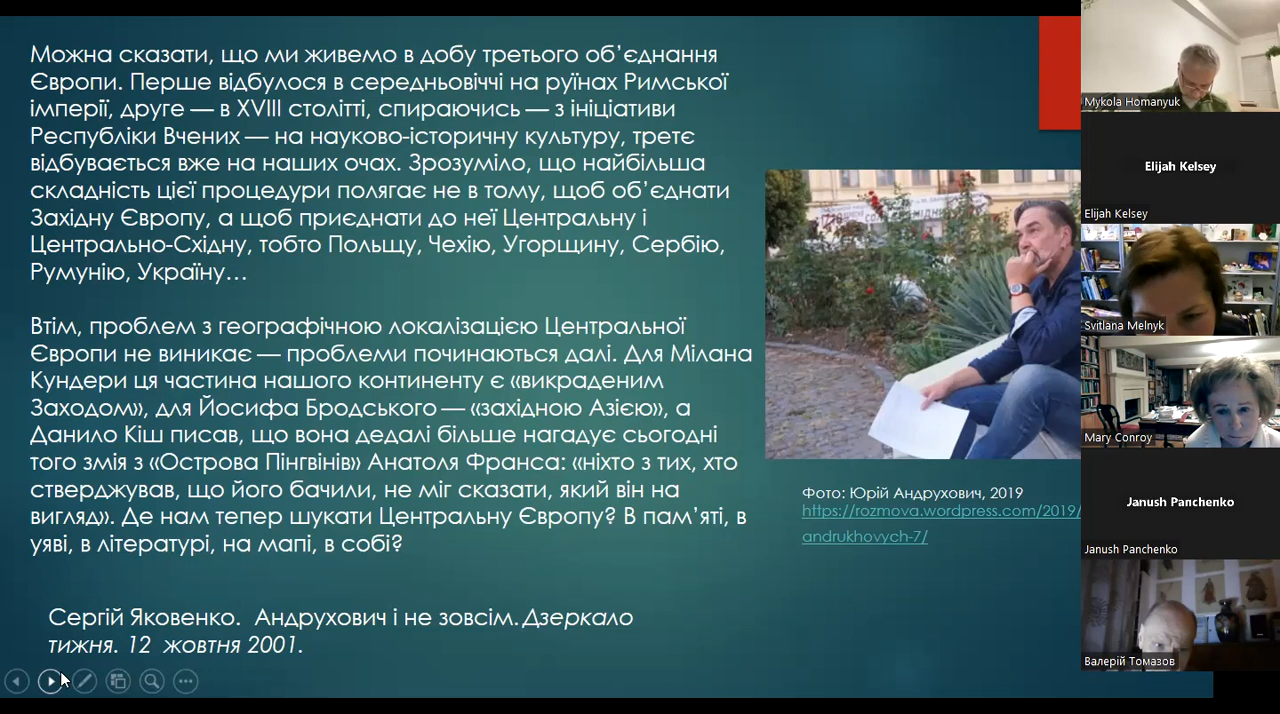 Можна сказати, що ми живемо в добу третього об’єднання
Європи. Перше відбулося в середньовіччі на руїнах Римської
імперії, друге — в XVIII столітті, спираючись — з ініціативи
Республіки Вчених — на науково-історичну культуру, третє
відбувається вже на наших очах. Зрозуміло, що найбільша
складність цієї процедури полягає не в тому, щоб об’єднати
Західну Європу, а щоб приєднати до неї Центральну і
Центрально-Східну, тобто Польщу, Чехію, Угорщину, Сербію,
Румунію, Україну…
Втім, проблем з географічною локалізацією Центральної
Європи не виникає — проблеми починаються далі. Для Мілана
Кундери ця частина нашого континенту є «викраденим
Заходом», для Йосифа Бродського — «західною Азією», а
Данило Кіш писав, що вона дедалі більше нагадує сьогодні
того змія з «Острова Пінгвінів» Анатоля Франса: «ніхто з тих, хто
стверджував, що його бачили, не міг сказати, який він на
вигляд». Де нам тепер шукати Центральну Європу? В пам’яті, в
уяві, в літературі, на мапі, в собі?
Сергій Яковенко. Андрухович і не зовсім. Дзеркало
тижня. 12 жовтня 2001.
Фото: Юрій Андрухович, 2019
https://rozmova.wordpress.com/2019/
andrukhovych-7/
Mykola Homanyuk
Elijah Kelsey
Elijah Kelsey
Svitlana Melnyk
Mary Conroy
Janush Panchenko
Janush Panchenko
Валерій Томазов